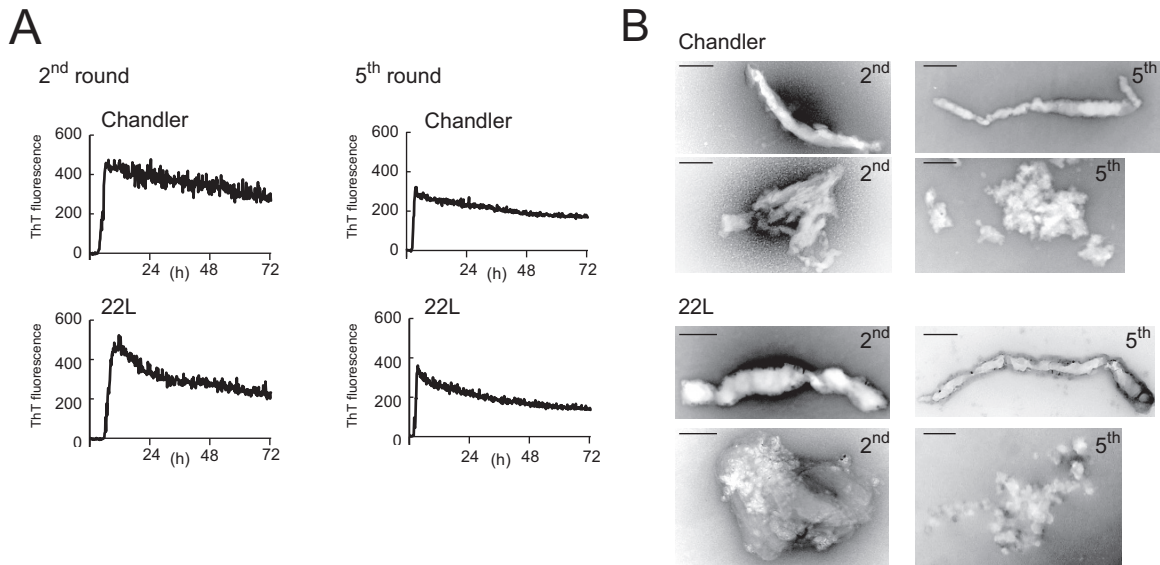 A
2nd round
5th round
Chandler
600
400
200
0
ThT fluorescence
24 (h) 48 72
Chandler
600
400
200
0
ThT fluorescence
24 (h) 48 72
22L
600
400
200
0
ThT fluorescence
24 (h) 48 72
22L
600
400
200
0
ThT fluorescence
24 (h) 48 72
B
Chandler
2nd
5th
2nd
5th
22L
2nd
5th
2nd
5th